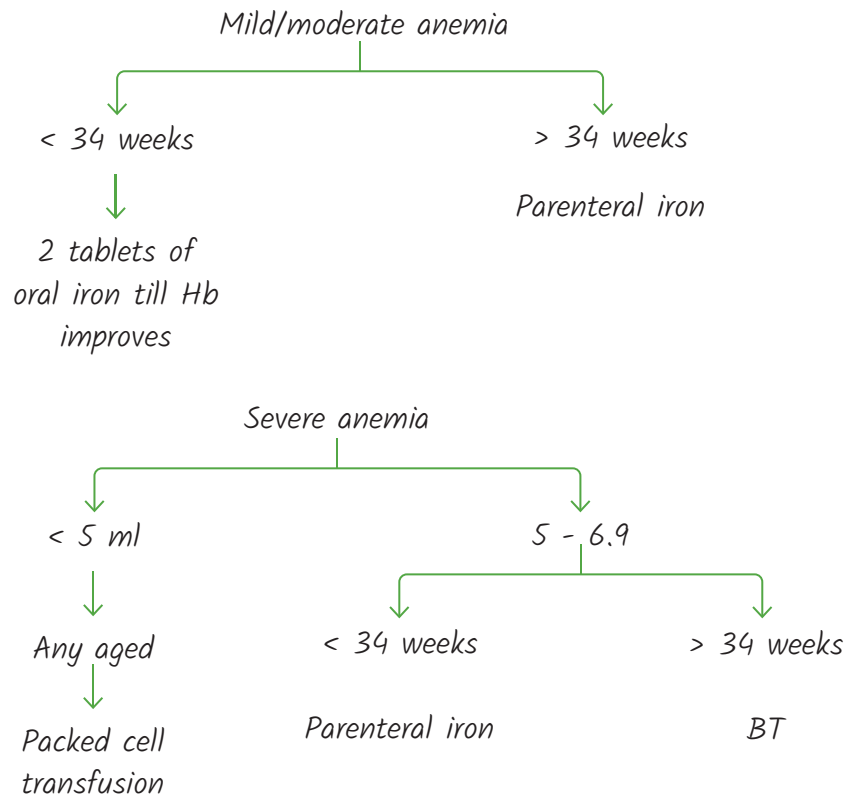 Mild/moderate anemia
< 34 weeks
> 34 weeks
Parenteral iron
2 tablets of
oral iron till Hb
improves
Severe anemia
< 5 ml
5 - 6.9
Any aged
< 34 weeks
> 34 weeks
Packed cell
transfusion
Parenteral iron
BT